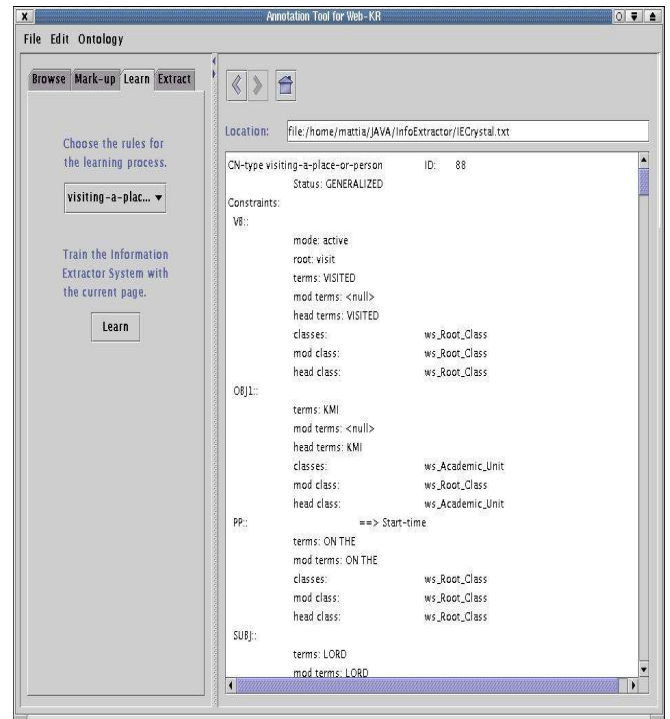 X Annotation Tool for Web-KR
File Edit Ontology
Browse Mark-up Learn Extract
Choose the rules for
the learning process.
visiting-a-plac...
Train the Information
Extractor System with
the current page.
Learn
Location: file:/home/mattia/JAVA/InfoExtractor/IECrystal.txt
CN-type visiting-a-place-or-person ID: 88
Status: GENERALIZED
Constraints:
VB::
mode: active
root: visit
terms: VISITED
mod terms: <null>
head terms: VISITED
classes: ws_Root_Class
mod class: ws_Root_Class
head class: ws_Root_Class
OBJ1::
terms: KMI
mod terms: <null>
head terms: KMI
classes: ws_Academic_Unit
mod class: ws_Root_Class
head class: ws_Academic_Unit
PP:: ==> Start-time
terms: ON THE
mod terms: ON THE
classes: ws_Root_Class
mod class: ws_Root_Class
head class: ws_Root_Class
SUBJ::
terms: LORD
mod terms: LORD